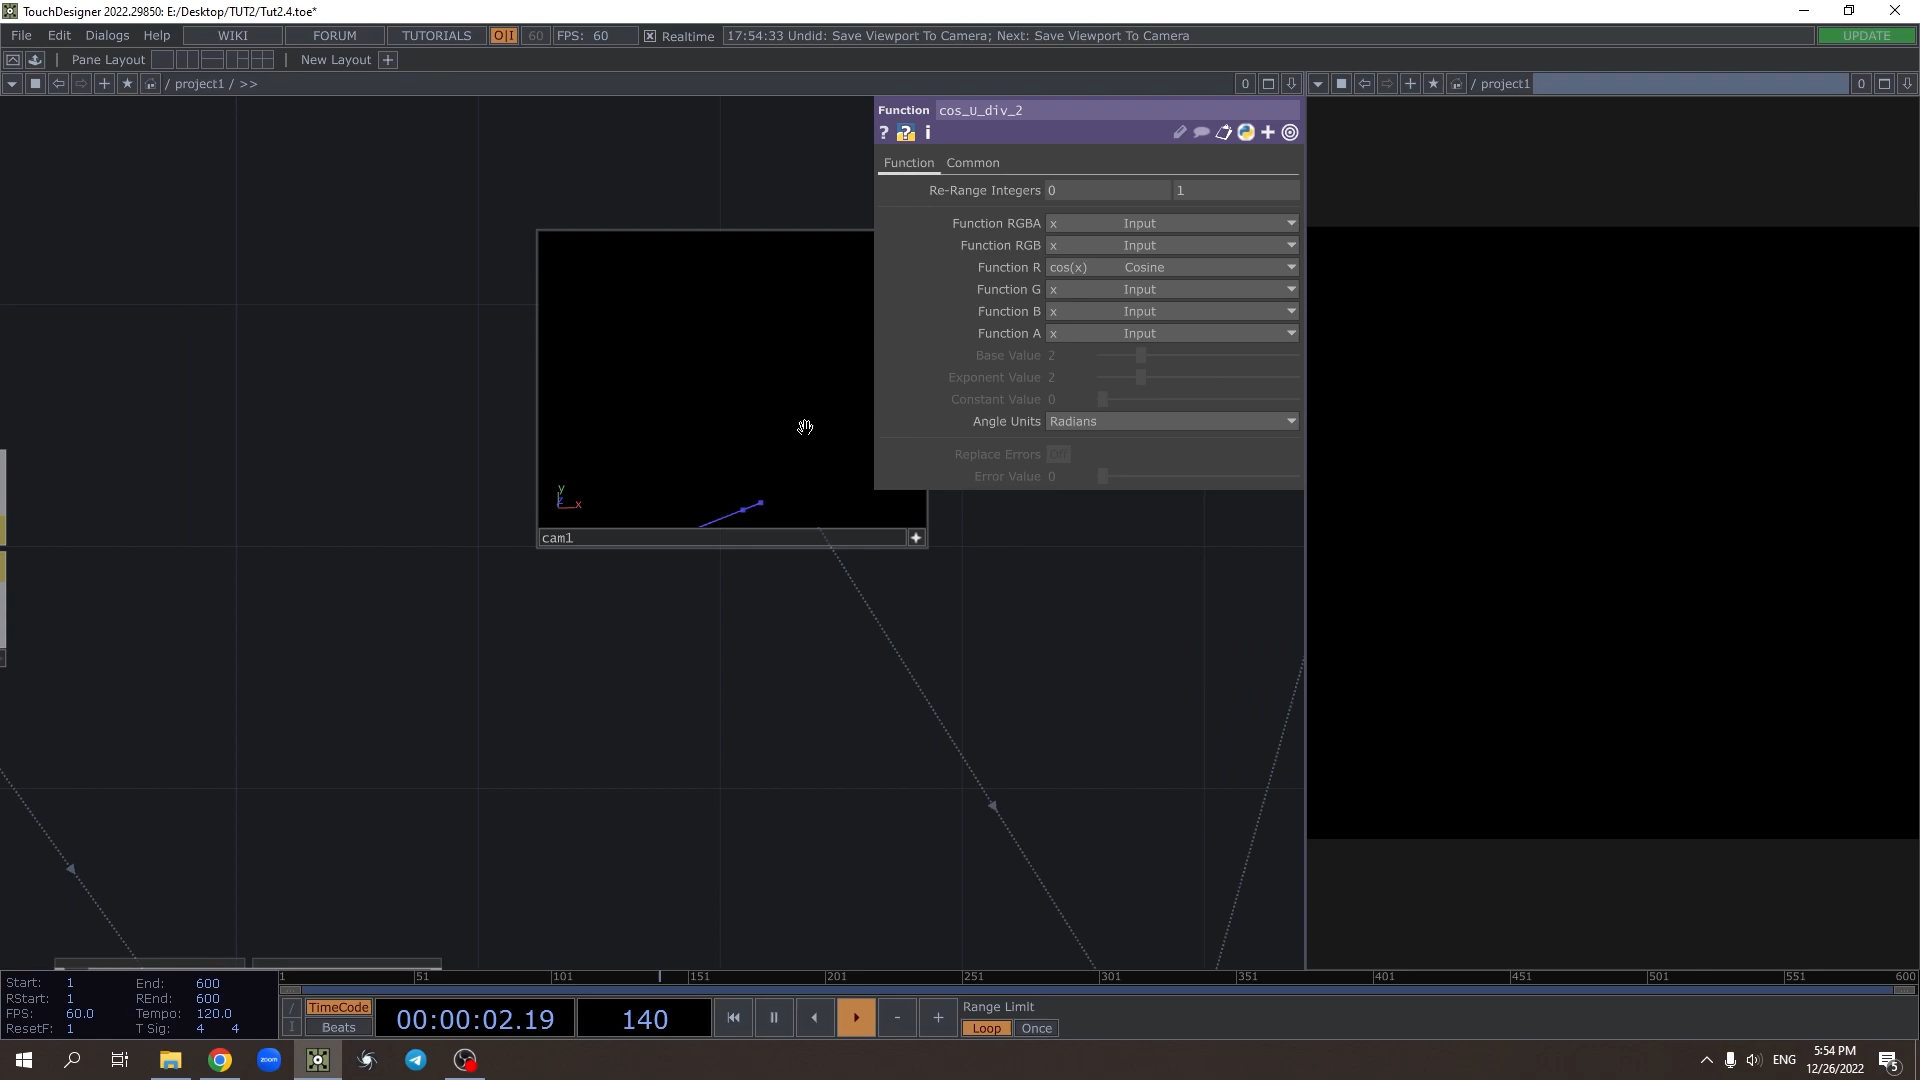 TouchDesigner 2022.29850: E:/Desktop/TUT2/Tut2.4.toe*
File Edit Dialogs Help WIKI FORUM TUTORIALS O|I 60 FPS: 60 Realtime 17:54:33 Undid: Save Viewport To Camera; Next: Save Viewport To Camera UPDATE
Pane Layout New Layout +
/ project1 / >> 0 / project1 0
Function cos_U_div_2
? ? i
Function Common
Re-Range Integers 0 1
Function RGBA x Input
Function RGB x Input
Function R cos(x) Cosine
Function G x Input
Function B x Input
Function A x Input
Base Value 2
Exponent Value 2
Constant Value 0
Angle Units Radians
Replace Errors Off
Error Value 0
y
z x
cam1
1 51 101 151 201 251 301 351 401 451 501 551 600
Start: 1 End: 600
RStart: 1 REnd: 600
FPS: 60.0 Tempo: 120.0
ResetF: 1 T Sig: 4 4
/ TimeCode
I Beats
00:00:02.19 140 - +
Range Limit
Loop Once
zoom ENG 5:54 PM
12/26/2022 5